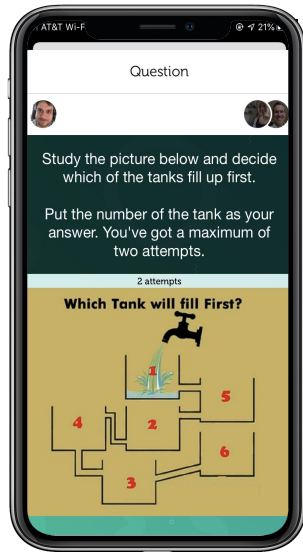 AT&T Wi-F
21%
Question
Study the picture below and decide
which of the tanks fill up first.
Put the number of the tank as your
answer. You've got a maximum of
two attempts.
2 attempts
Which Tank will fill First?
1
5
4
2
6
3